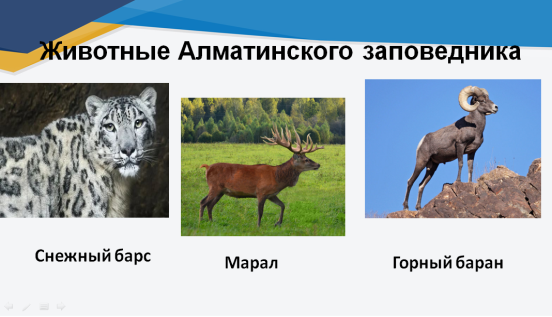 Животные Алматинского заповедника
Снежный барс
Марал
Горный баран